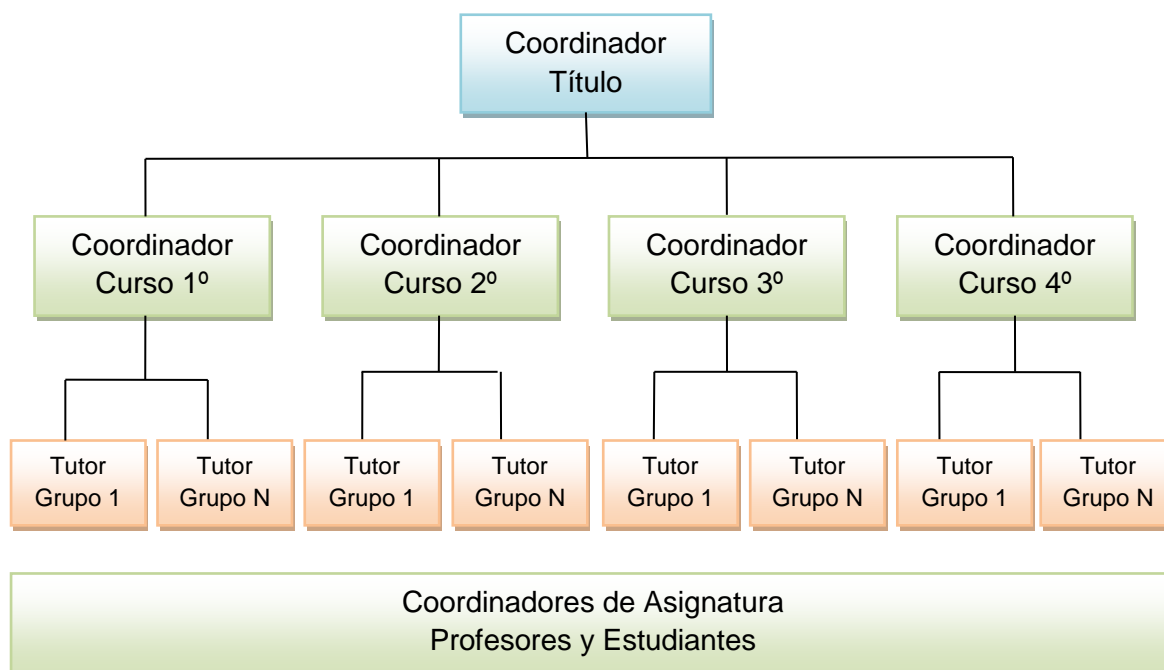 Coordinador
Título
Coordinador
Curso 1º
Coordinador
Curso 2º
Coordinador
Curso 3º
Coordinador
Curso 4º
Tutor
Grupo 1
Tutor
Grupo N
Tutor
Grupo 1
Tutor
Grupo N
Tutor
Grupo 1
Tutor
Grupo N
Tutor
Grupo 1
Tutor
Grupo N
Coordinadores de Asignatura
Profesores y Estudiantes